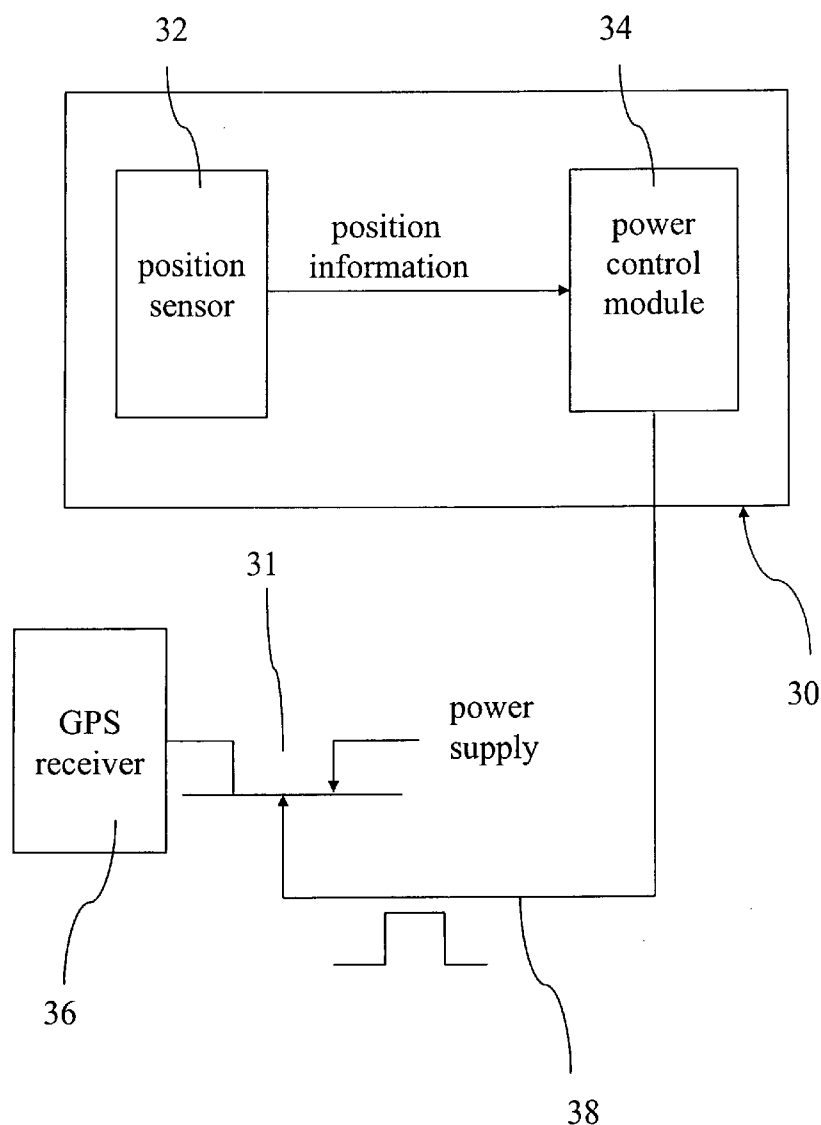 32
34
position
sensor
position
information
power
control
module
31
30
GPS
receiver
power
supply
36
38